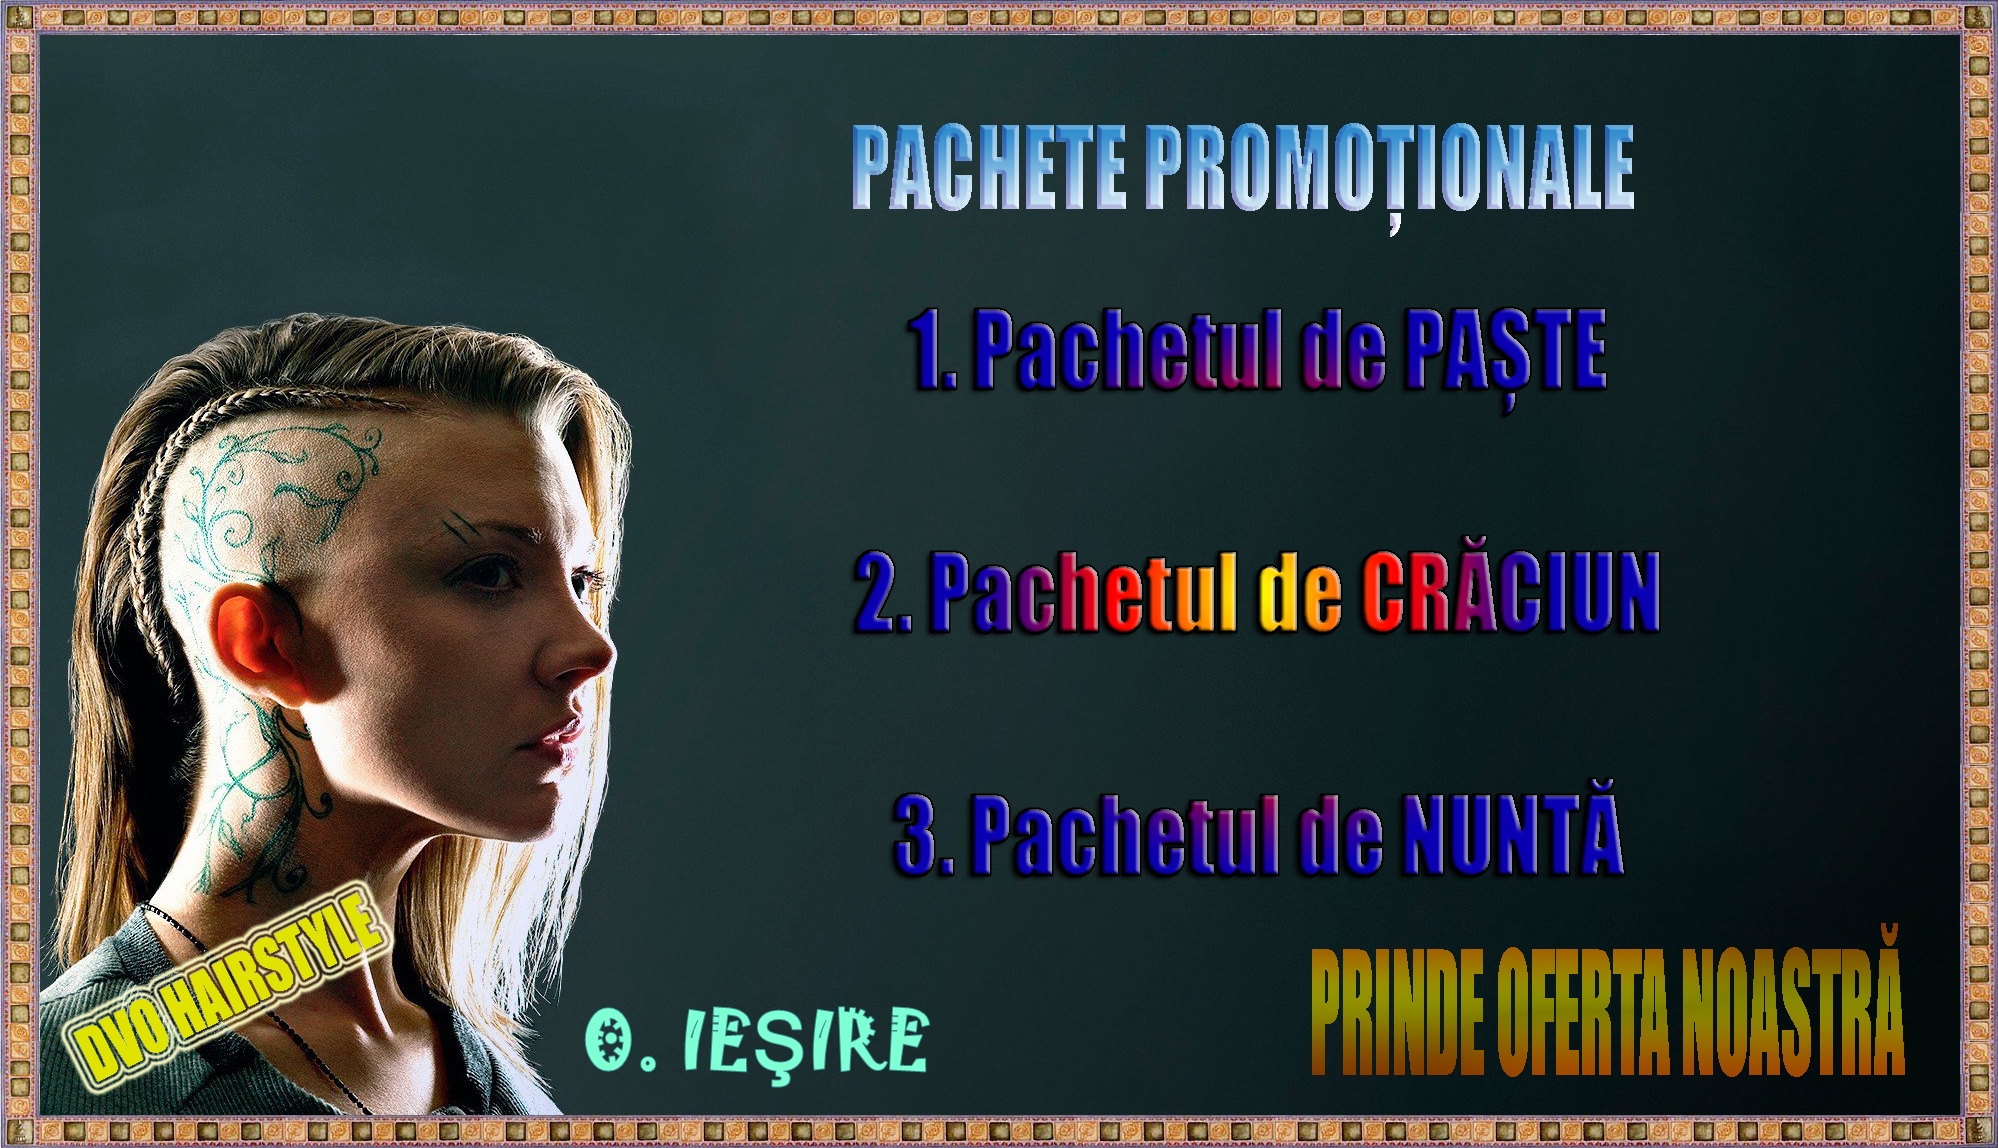 PACHETE PROMOȚIONALE
1. Pachetul de PAȘTE
2. Pachetul de CRĂCIUN
3. Pachetul de NUNTĂ
DVO HAIRSTYLE
0. IEŞIRE
PRINDE OFERTA NOASTRĂ